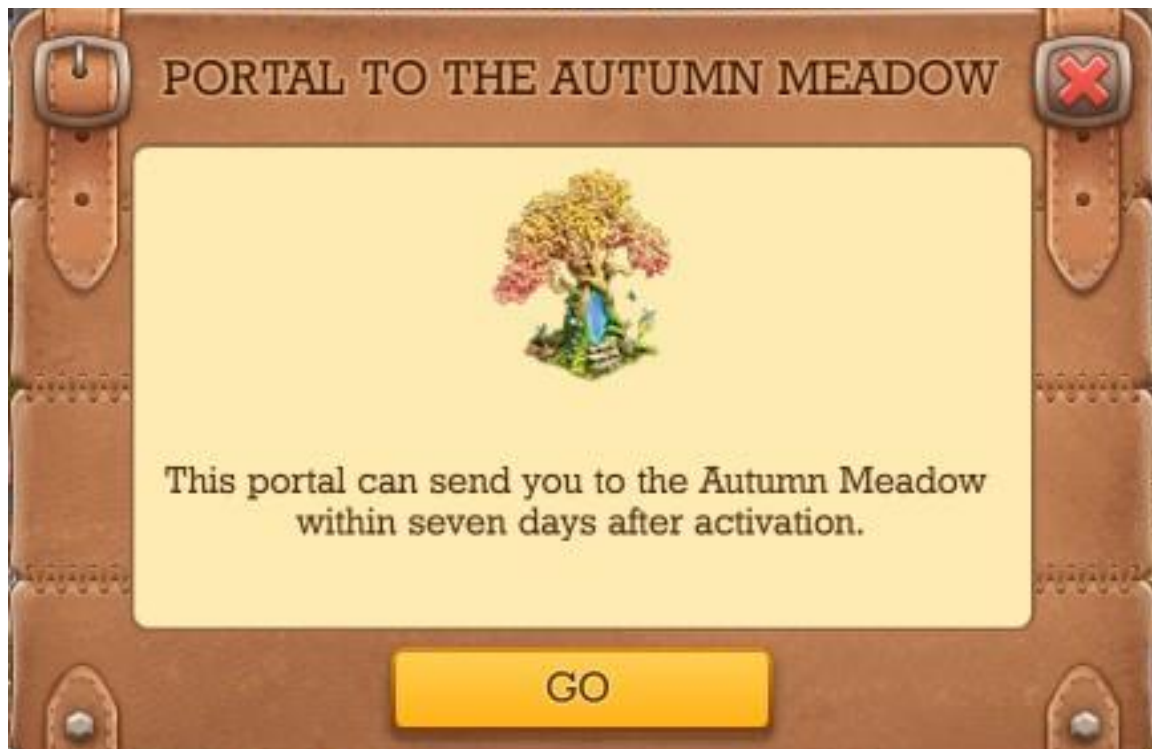 PORTAL TO THE AUTUMN MEADOW
This portal can send you to the Autumn Meadow
within seven days after activation.
GO